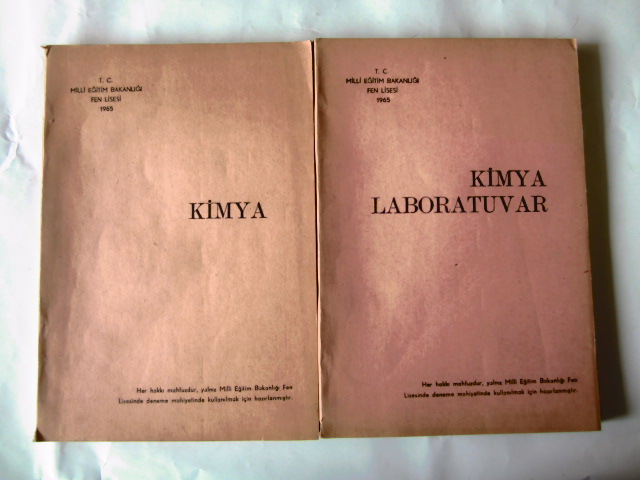 T. C.
MİLLİ EĞİTİM BAKANLIĞI
FEN LİSESİ
1965
KİMYA
Her hakkı mahfuzdur, yalnız Milli Eğitim Bakanlığı Fen
Lisesinde deneme mahiyetinde kullanılmak için hazırlanmıştır.
T. C
MİLLİ EĞİTİM BAKANLIĞI
FEN LİSESİ
1965
KİMYA
LABORATUVAR
Her hakkı mahfuzdur, yalnız Milli Eğitim Bakanlığı Fen
Lisesinde deneme mahiyetinde kullanılmak için hazırlanmıştır.